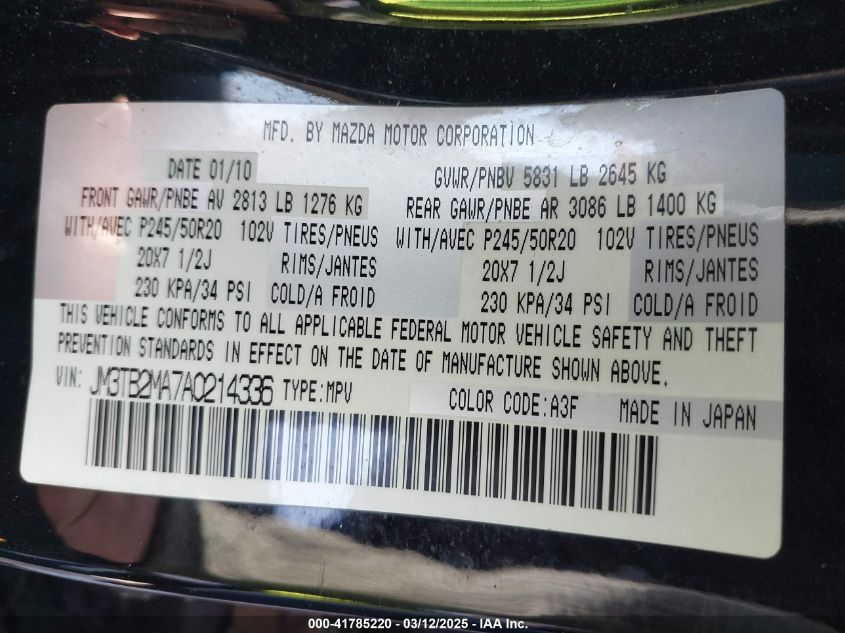 MFD. BY MAZDA MOTOR CORPORATION
DATE 01/10 GVWR/PNBV 5831 LB 2645 KG
FRONT GAWR/PNBE AV 2813 LB 1276 KG REAR GAWR/PNBE AR 3086 LB 1400 KG
WITH/AVEC P245/50R20 102V TIRES/PNEUS WITH/AVEC P245/50R20 102V TIRES/PNEUS
20X7 1/2J RIMS/JANTES 20X7 1/2J RIMS/JANTES
230 KPA/34 PSI COLD/A FROID 230 KPA/34 PSI COLD/A FROID
THIS VEHICLE CONFORMS TO ALL APPLICABLE FEDERAL MOTOR VEHICLE SAFETY AND THEFT
PREVENTION STANDARDS IN EFFECT ON THE DATE OF MANUFACTURE SHOWN ABOVE.
VIN: JM3TB2MA7A0214336 TYPE:MPV COLOR CODE:A3F MADE IN JAPAN
000-41785220 - 03/12/2025 - IAA Inc.